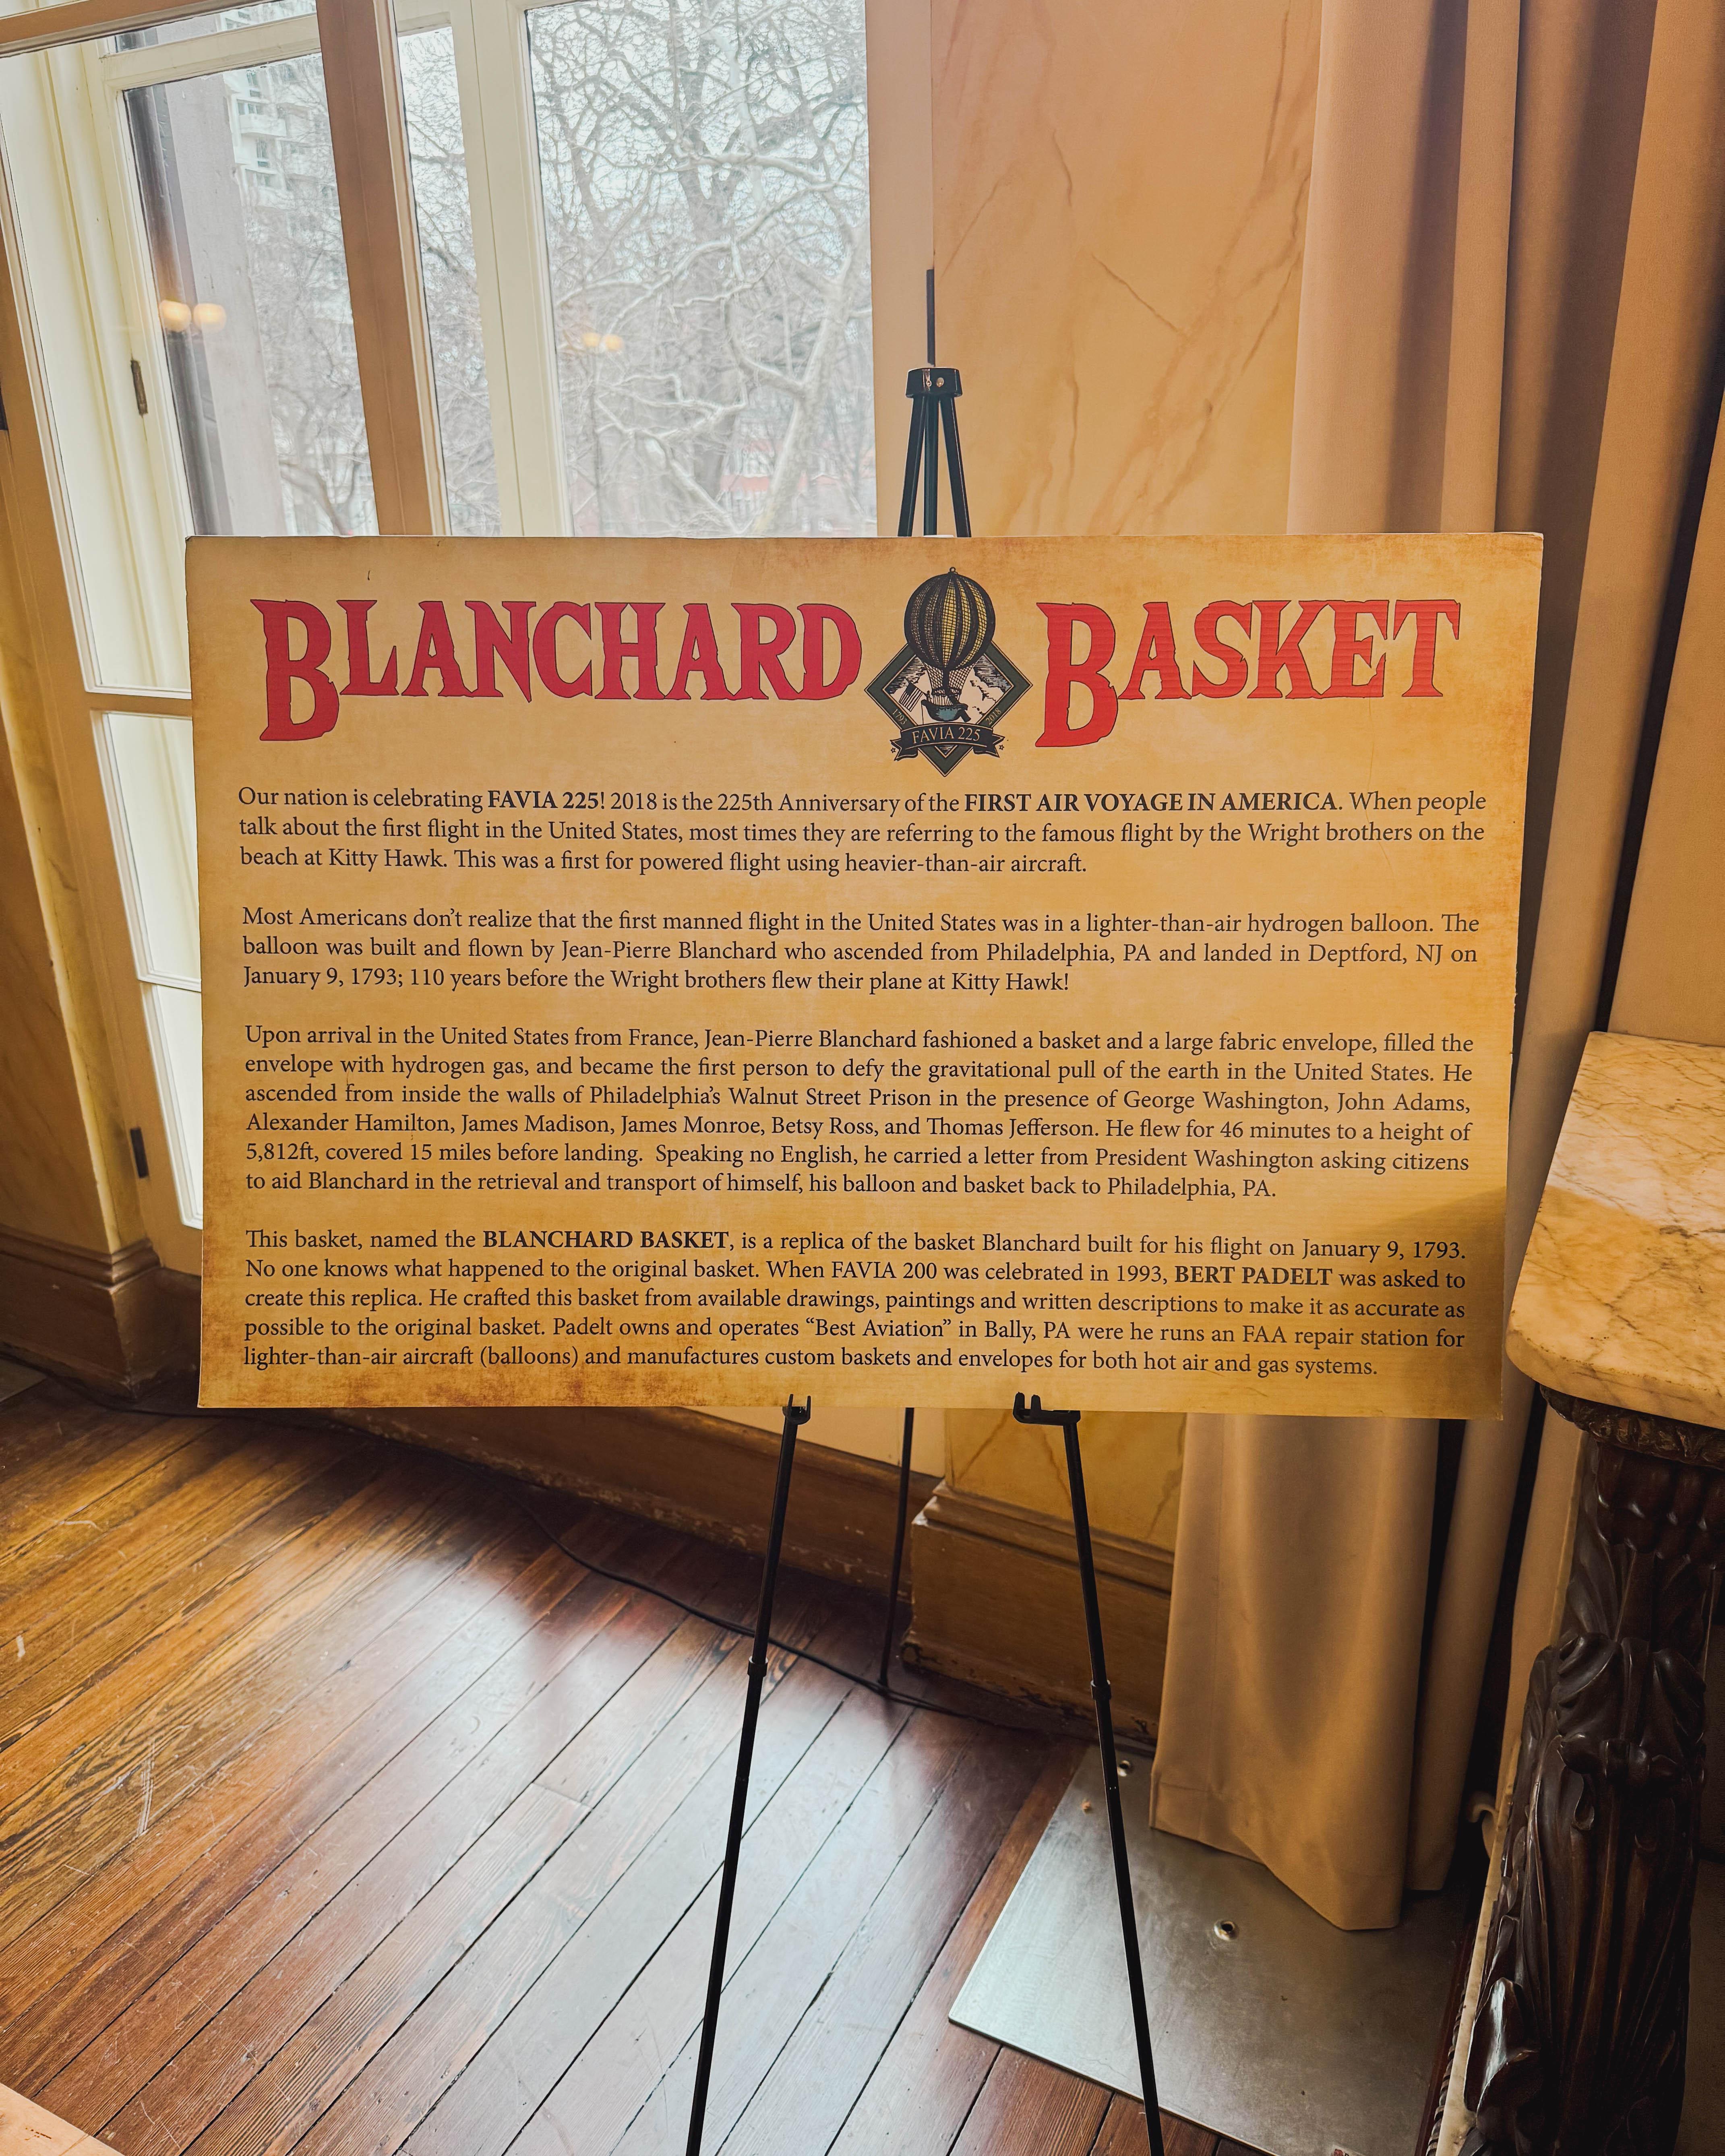 BLANCHARD BASKET
1793 2018
FAVIA 225
Our nation is celebrating FAVIA 225! 2018 is the 225th Anniversary of the FIRST AIR VOYAGE IN AMERICA. When people
talk about the first flight in the United States, most times they are referring to the famous flight by the Wright brothers on the
beach at Kitty Hawk. This was a first for powered flight using heavier-than-air aircraft.
Most Americans don't realize that the first manned flight in the United States was in a lighter-than-air hydrogen balloon. The
balloon was built and flown by Jean-Pierre Blanchard who ascended from Philadelphia, PA and landed in Deptford, NJ on
January 9, 1793; 110 years before the Wright brothers flew their plane at Kitty Hawk!
Upon arrival in the United States from France, Jean-Pierre Blanchard fashioned a basket and a large fabric envelope, filled the
envelope with hydrogen gas, and became the first person to defy the gravitational pull of the earth in the United States. He
ascended from inside the walls of Philadelphia's Walnut Street Prison in the presence of George Washington, John Adams,
Alexander Hamilton, James Madison, James Monroe, Betsy Ross, and Thomas Jefferson. He flew for 46 minutes to a height of
5,812ft, covered 15 miles before landing. Speaking no English, he carried a letter from President Washington asking citizens
to aid Blanchard in the retrieval and transport of himself, his balloon and basket back to Philadelphia, PA.
This basket, named the BLANCHARD BASKET, is a replica of the basket Blanchard built for his flight on January 9, 1793.
No one knows what happened to the original basket. When FAVIA 200 was celebrated in 1993, BERT PADELT was asked to
create this replica. He crafted this basket from available drawings, paintings and written descriptions to make it as accurate as
possible to the original basket. Padelt owns and operates “Best Aviation” in Bally, PA were he runs an FAA repair station for
lighter-than-air aircraft (balloons) and manufactures custom baskets and envelopes for both hot air and gas systems.